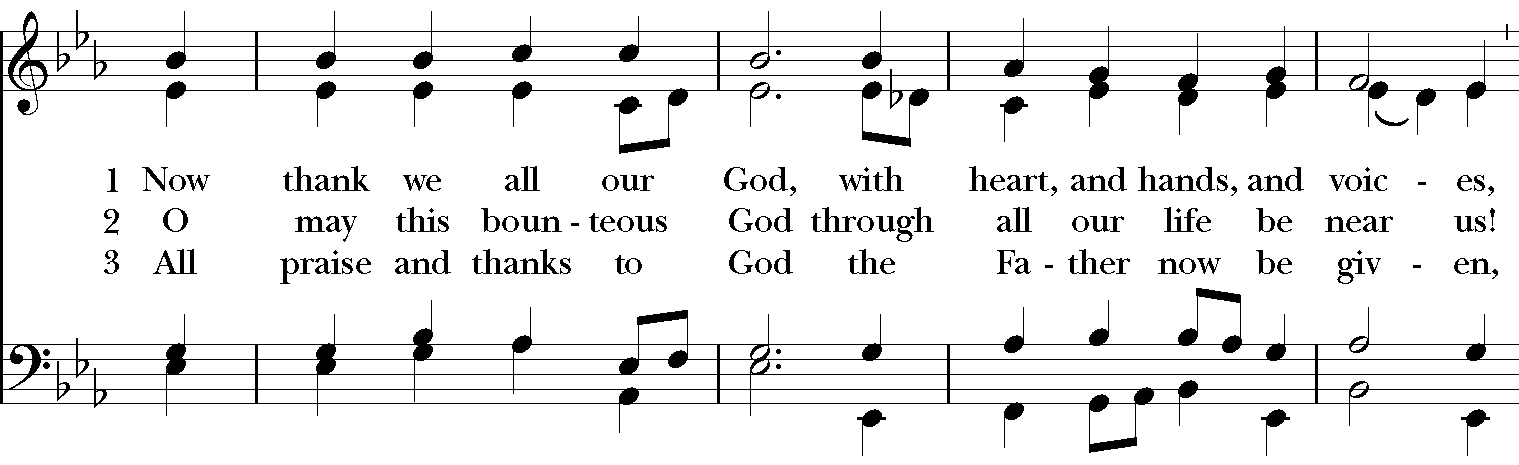 1 Now thank we all our God, with heart, and hands, and voic - es,
2 O may this boun - teous God through all our life be near us!
3 All praise and thanks to God the Fa - ther now be giv - en,